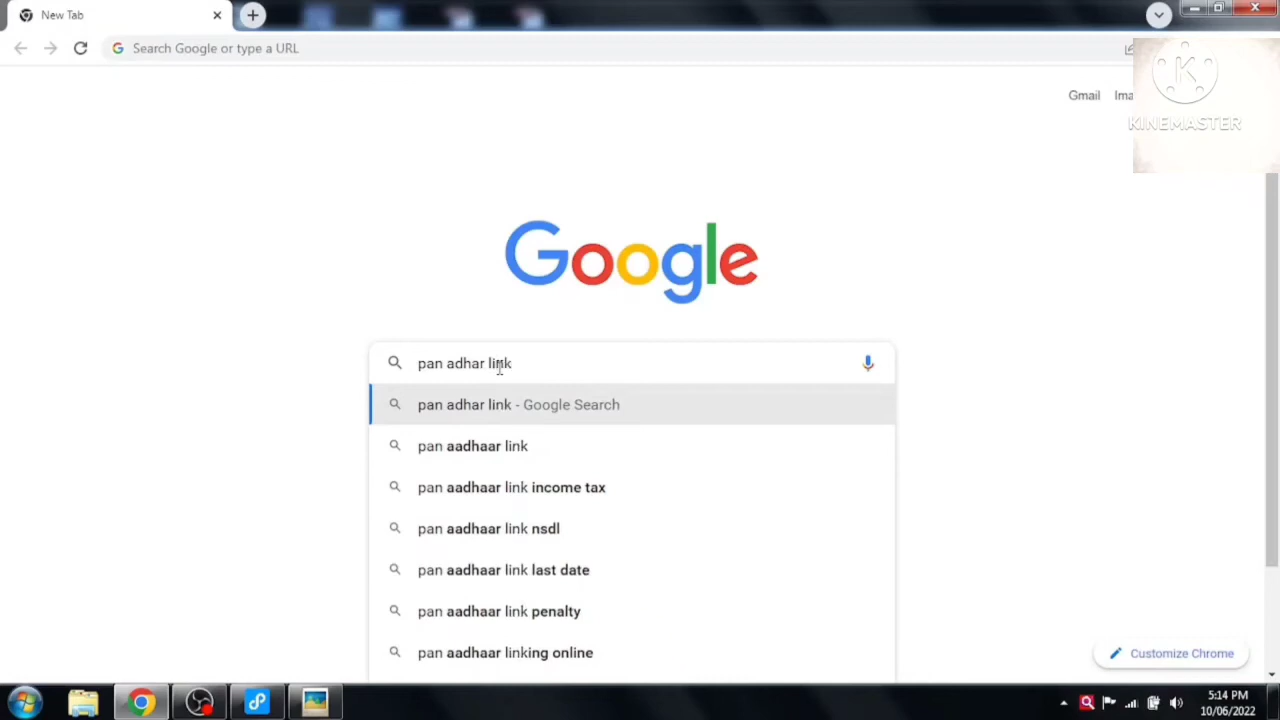 New Tab
Search Google or type a URL
Gmail Ima
K
KINEMASTER
Google
pan adhar link
pan adhar link - Google Search
pan aadhaar link
pan aadhaar link income tax
pan aadhaar link nsdl
pan aadhaar link last date
pan aadhaar link penalty
pan aadhaar linking online
Customize Chrome
5:14 PM
10/06/2022